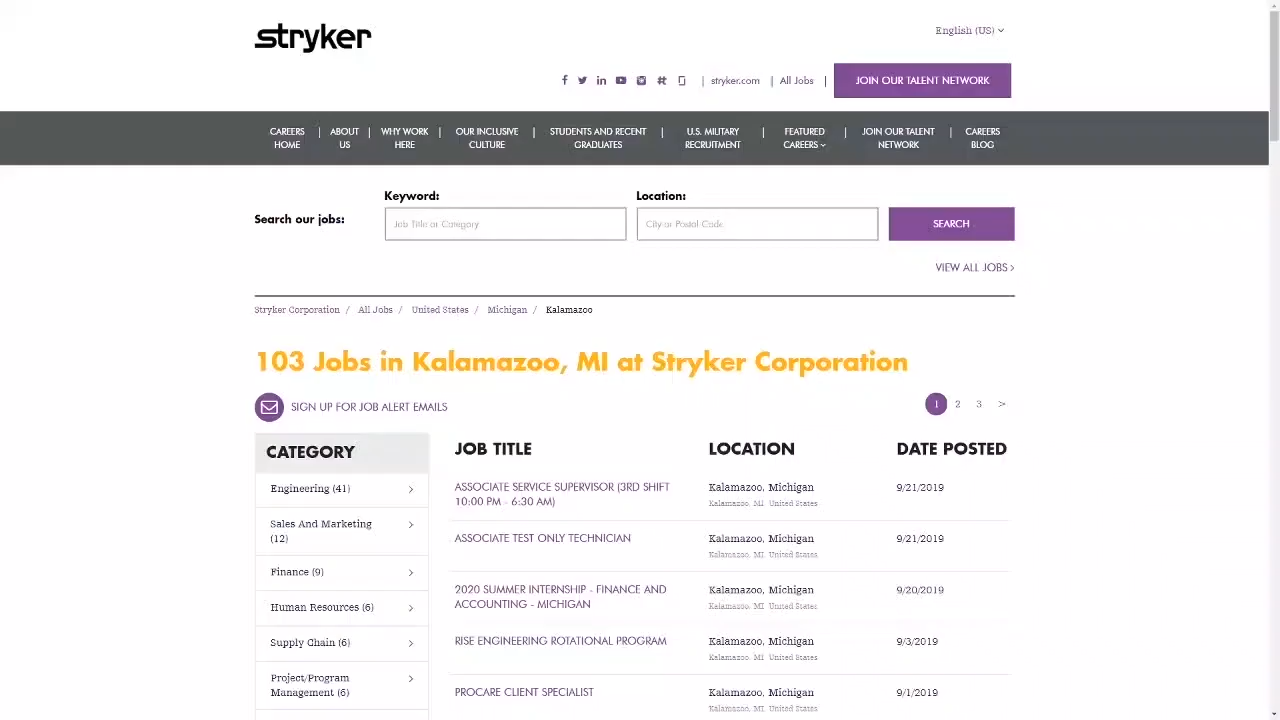 stryker
English (US)
stryker.com | All Jobs |
JOIN OUR TALENT NETWORK
CAREERS HOME | ABOUT US | WHY WORK HERE | OUR INCLUSIVE CULTURE | STUDENTS AND RECENT GRADUATES | U.S. MILITARY RECRUITMENT | FEATURED CAREERS | JOIN OUR TALENT NETWORK | CAREERS BLOG
Search our jobs:
Keyword:
Job Title or Category
Location:
City or Postal Code
SEARCH
VIEW ALL JOBS >
Stryker Corporation / All Jobs / United States / Michigan / Kalamazoo
103 Jobs in Kalamazoo, MI at Stryker Corporation
SIGN UP FOR JOB ALERT EMAILS
1 2 3 >
CATEGORY
Engineering (41)
Sales And Marketing
(12)
Finance (9)
Human Resources (6)
Supply Chain (6)
Project/Program
Management (6)
JOB TITLE LOCATION DATE POSTED
ASSOCIATE SERVICE SUPERVISOR (3RD SHIFT
10:00 PM - 6:30 AM)
Kalamazoo, Michigan
Kalamazoo, MI United States
9/21/2019
ASSOCIATE TEST ONLY TECHNICIAN
Kalamazoo, Michigan
Kalamazoo, MI United States
9/21/2019
2020 SUMMER INTERNSHIP - FINANCE AND
ACCOUNTING - MICHIGAN
Kalamazoo, Michigan
Kalamazoo, MI United States
9/20/2019
RISE ENGINEERING ROTATIONAL PROGRAM
Kalamazoo, Michigan
Kalamazoo, MI United States
9/3/2019
PROCARE CLIENT SPECIALIST
Kalamazoo, Michigan
Kalamazoo, MI United States
9/1/2019